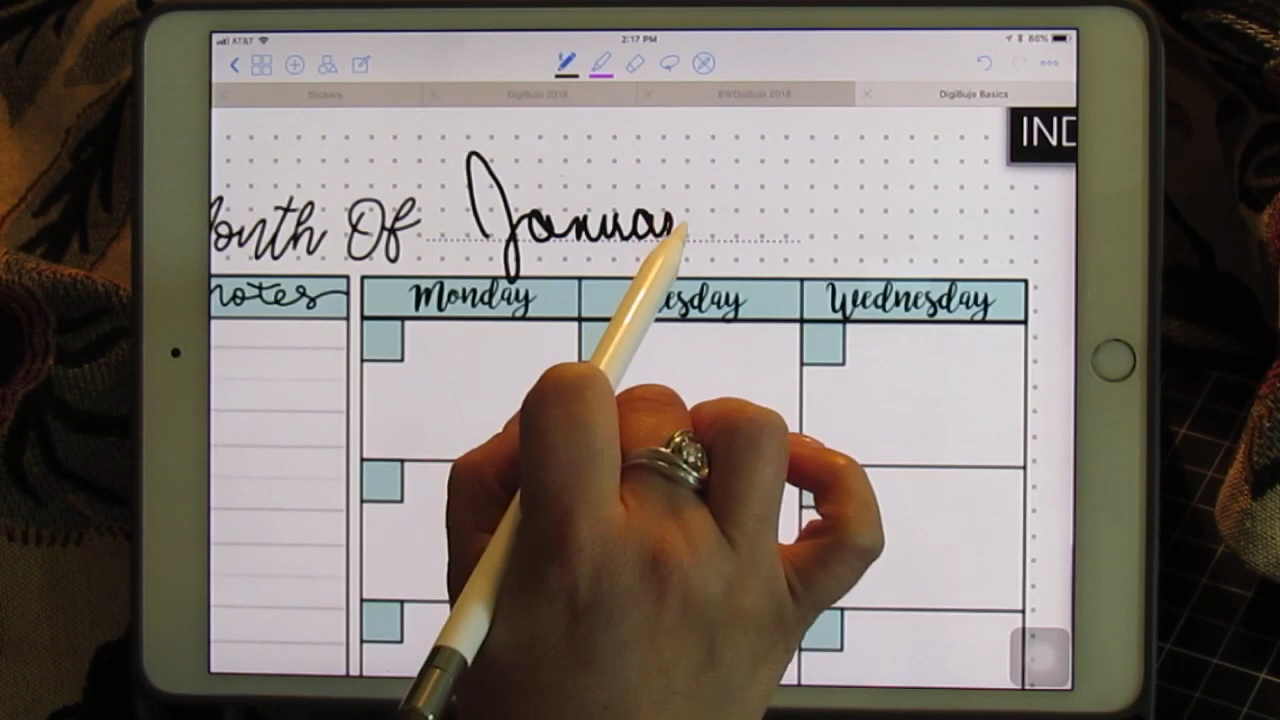 AT&T 2:17 PM 86%
Stickers DigiBujo 2018 BWDigiBujo 2018 DigiBujo Basics
IND
onth Of Januar
notes Monday esday Wednesday